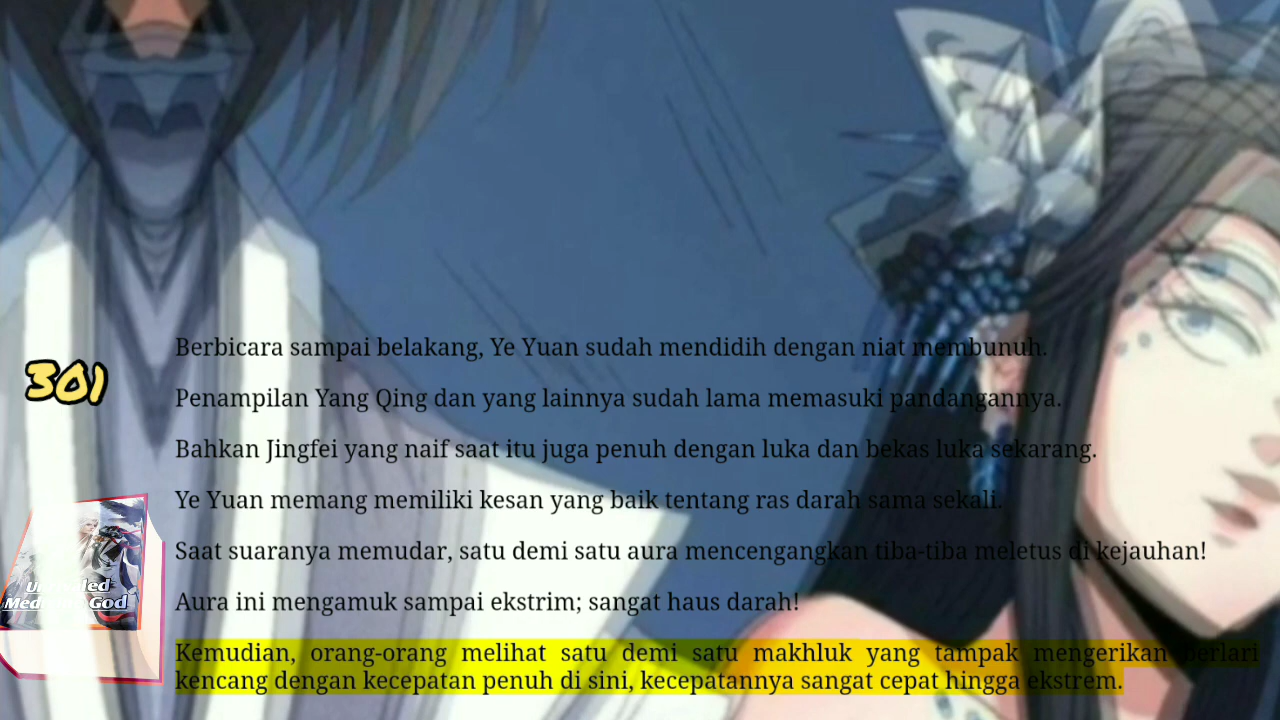 Berbicara sampai belakang, Ye Yuan sudah mendidih dengan niat membunuh.
Penampilan Yang Qing dan yang lainnya sudah lama memasuki pandangannya.
301
Bahkan Jingfei yang naif saat itu juga penuh dengan luka dan bekas luka sekarang.
Ye Yuan memang memiliki kesan yang baik tentang ras darah sama sekali.
Saat suaranya memudar, satu demi satu aura mencengangkan tiba-tiba meletus di kejauhan!
Aura ini mengamuk sampai ekstrim; sangat haus darah!
God
Kemudian, orang-orang melihat satu demi satu makhluk yang tampak mengerikan berlari
kencang dengan kecepatan penuh di sini, kecepatannya sangat cepat hingga ekstrem.